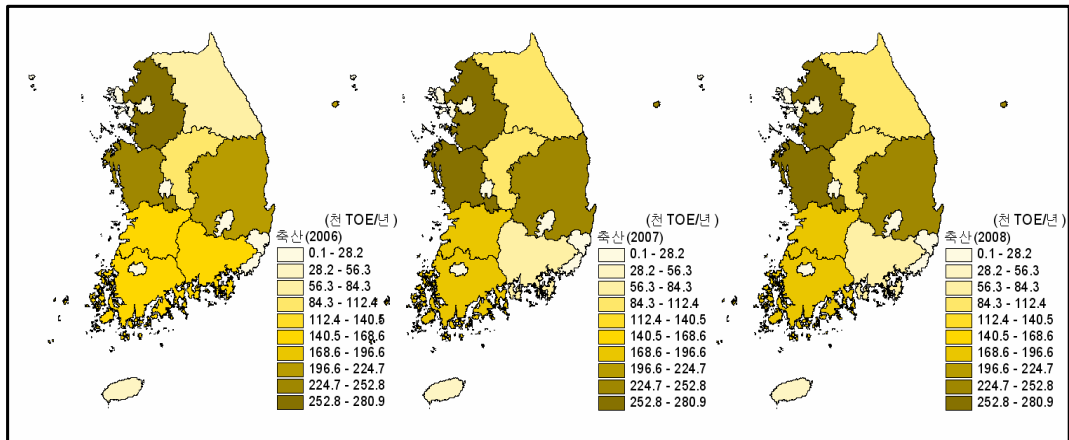 (천 TOE/년)
축산(2006)
0.1 - 28.2
28.2 - 56.3
56.3 - 84.3
84.3 - 112.4
112.4 - 140.5
140.5 - 168.6
168.6 - 196.6
196.6 - 224.7
224.7 - 252.8
252.8 - 280.9
(천 TOE/년)
축산(2007)
0.1 - 28.2
28.2 - 56.3
56.3 - 84.3
84.3 - 112.4
112.4 - 140.5
140.5 - 168.6
168.6 - 196.6
196.6 - 224.7
224.7 - 252.8
252.8 - 280.9
(천 TOE/년)
축산(2008)
0.1 - 28.2
28.2 - 56.3
56.3 - 84.3
84.3 - 112.4
112.4 - 140.5
140.5 - 168.6
168.6 - 196.6
196.6 - 224.7
224.7 - 252.8
252.8 - 280.9